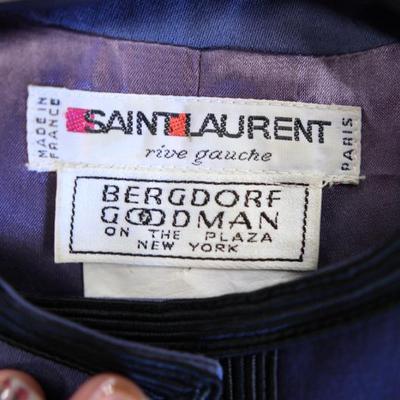 MADE IN
FRANCE
SAINT LAURENT
rive gauche
PARIS
BERGDORF
GOODMAN
ON THE PLAZA
NEW YORK